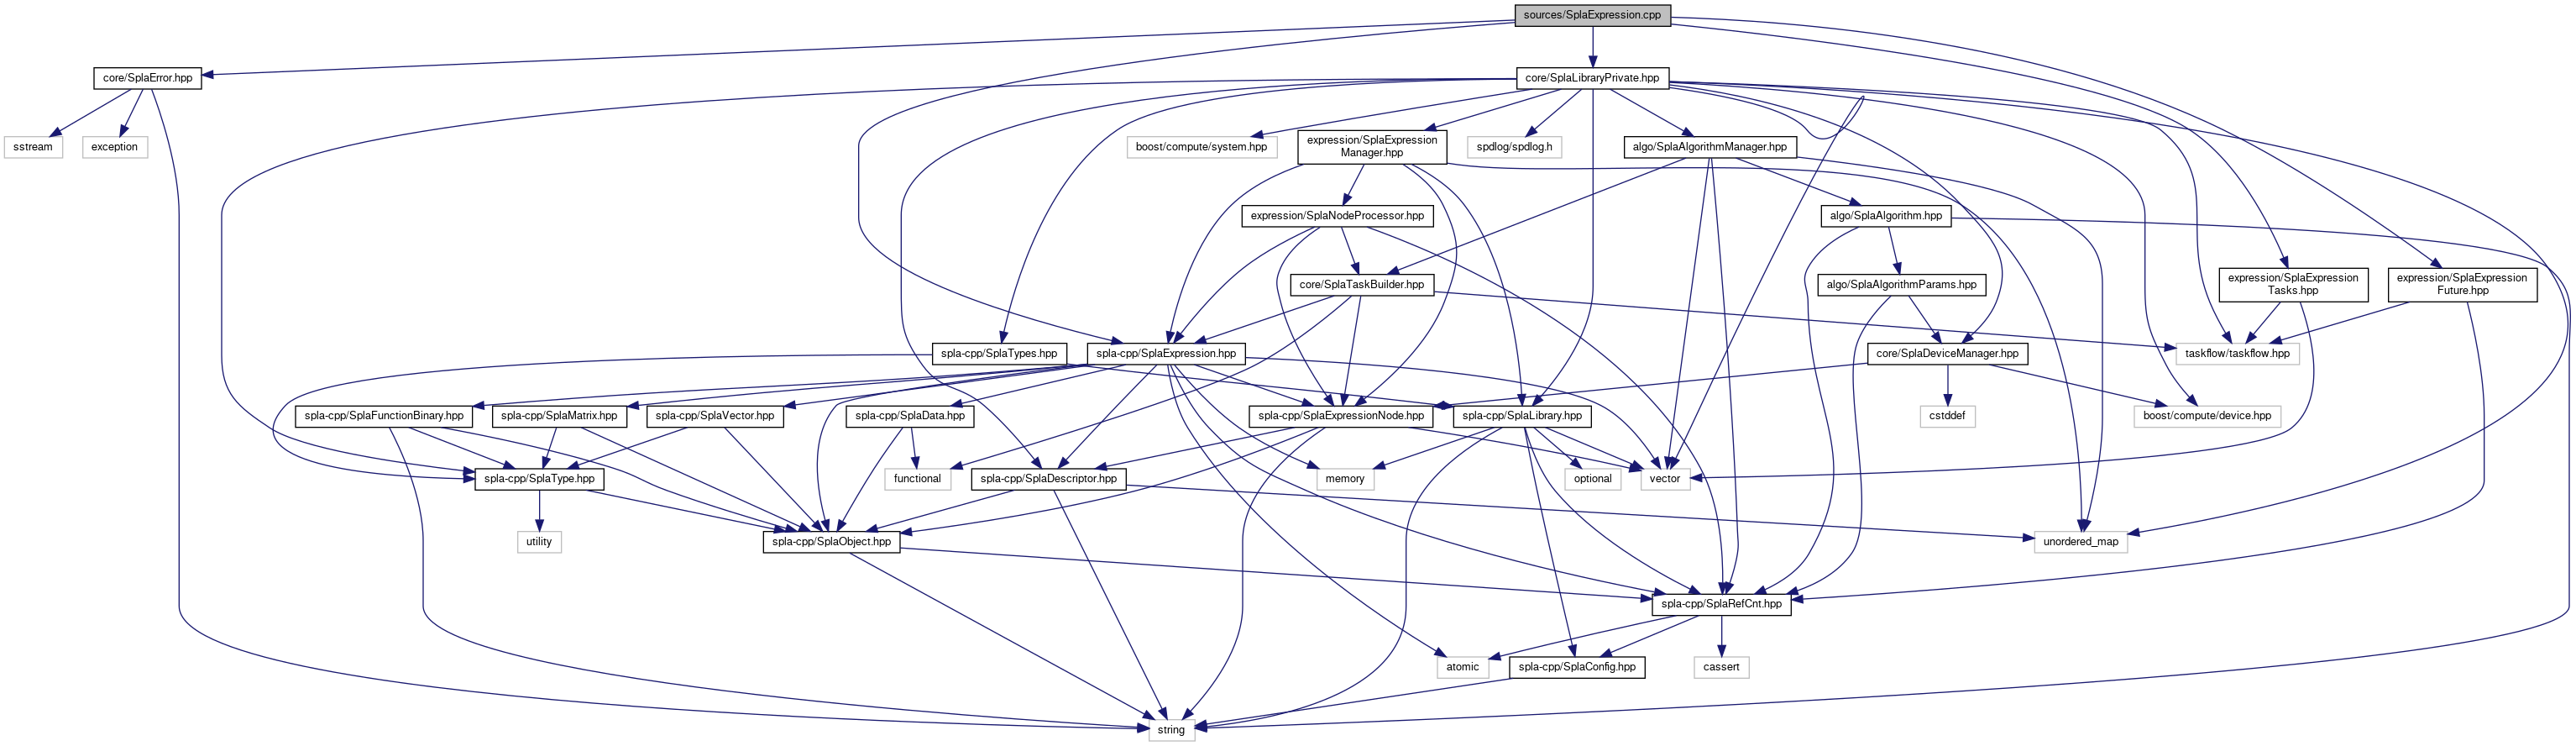 sources/SplaExpression.cpp
core/SplaError.hpp
core/SplaLibraryPrivate.hpp
sstream
exception
boost/compute/system.hpp
expression/SplaExpression
Manager.hpp
spdlog/spdlog.h
algo/SplaAlgorithmManager.hpp
expression/SplaNodeProcessor.hpp
algo/SplaAlgorithm.hpp
core/SplaTaskBuilder.hpp
algo/SplaAlgorithmParams.hpp
expression/SplaExpression
Tasks.hpp
expression/SplaExpression
Future.hpp
spla-cpp/SplaTypes.hpp
spla-cpp/SplaExpression.hpp
core/SplaDeviceManager.hpp
taskflow/taskflow.hpp
spla-cpp/SplaFunctionBinary.hpp
spla-cpp/SplaMatrix.hpp
spla-cpp/SplaVector.hpp
spla-cpp/SplaData.hpp
spla-cpp/SplaExpressionNode.hpp
spla-cpp/SplaLibrary.hpp
cstddef
boost/compute/device.hpp
spla-cpp/SplaType.hpp
functional
spla-cpp/SplaDescriptor.hpp
memory
optional
vector
utility
spla-cpp/SplaObject.hpp
unordered_map
spla-cpp/SplaRefCnt.hpp
atomic
spla-cpp/SplaConfig.hpp
cassert
string